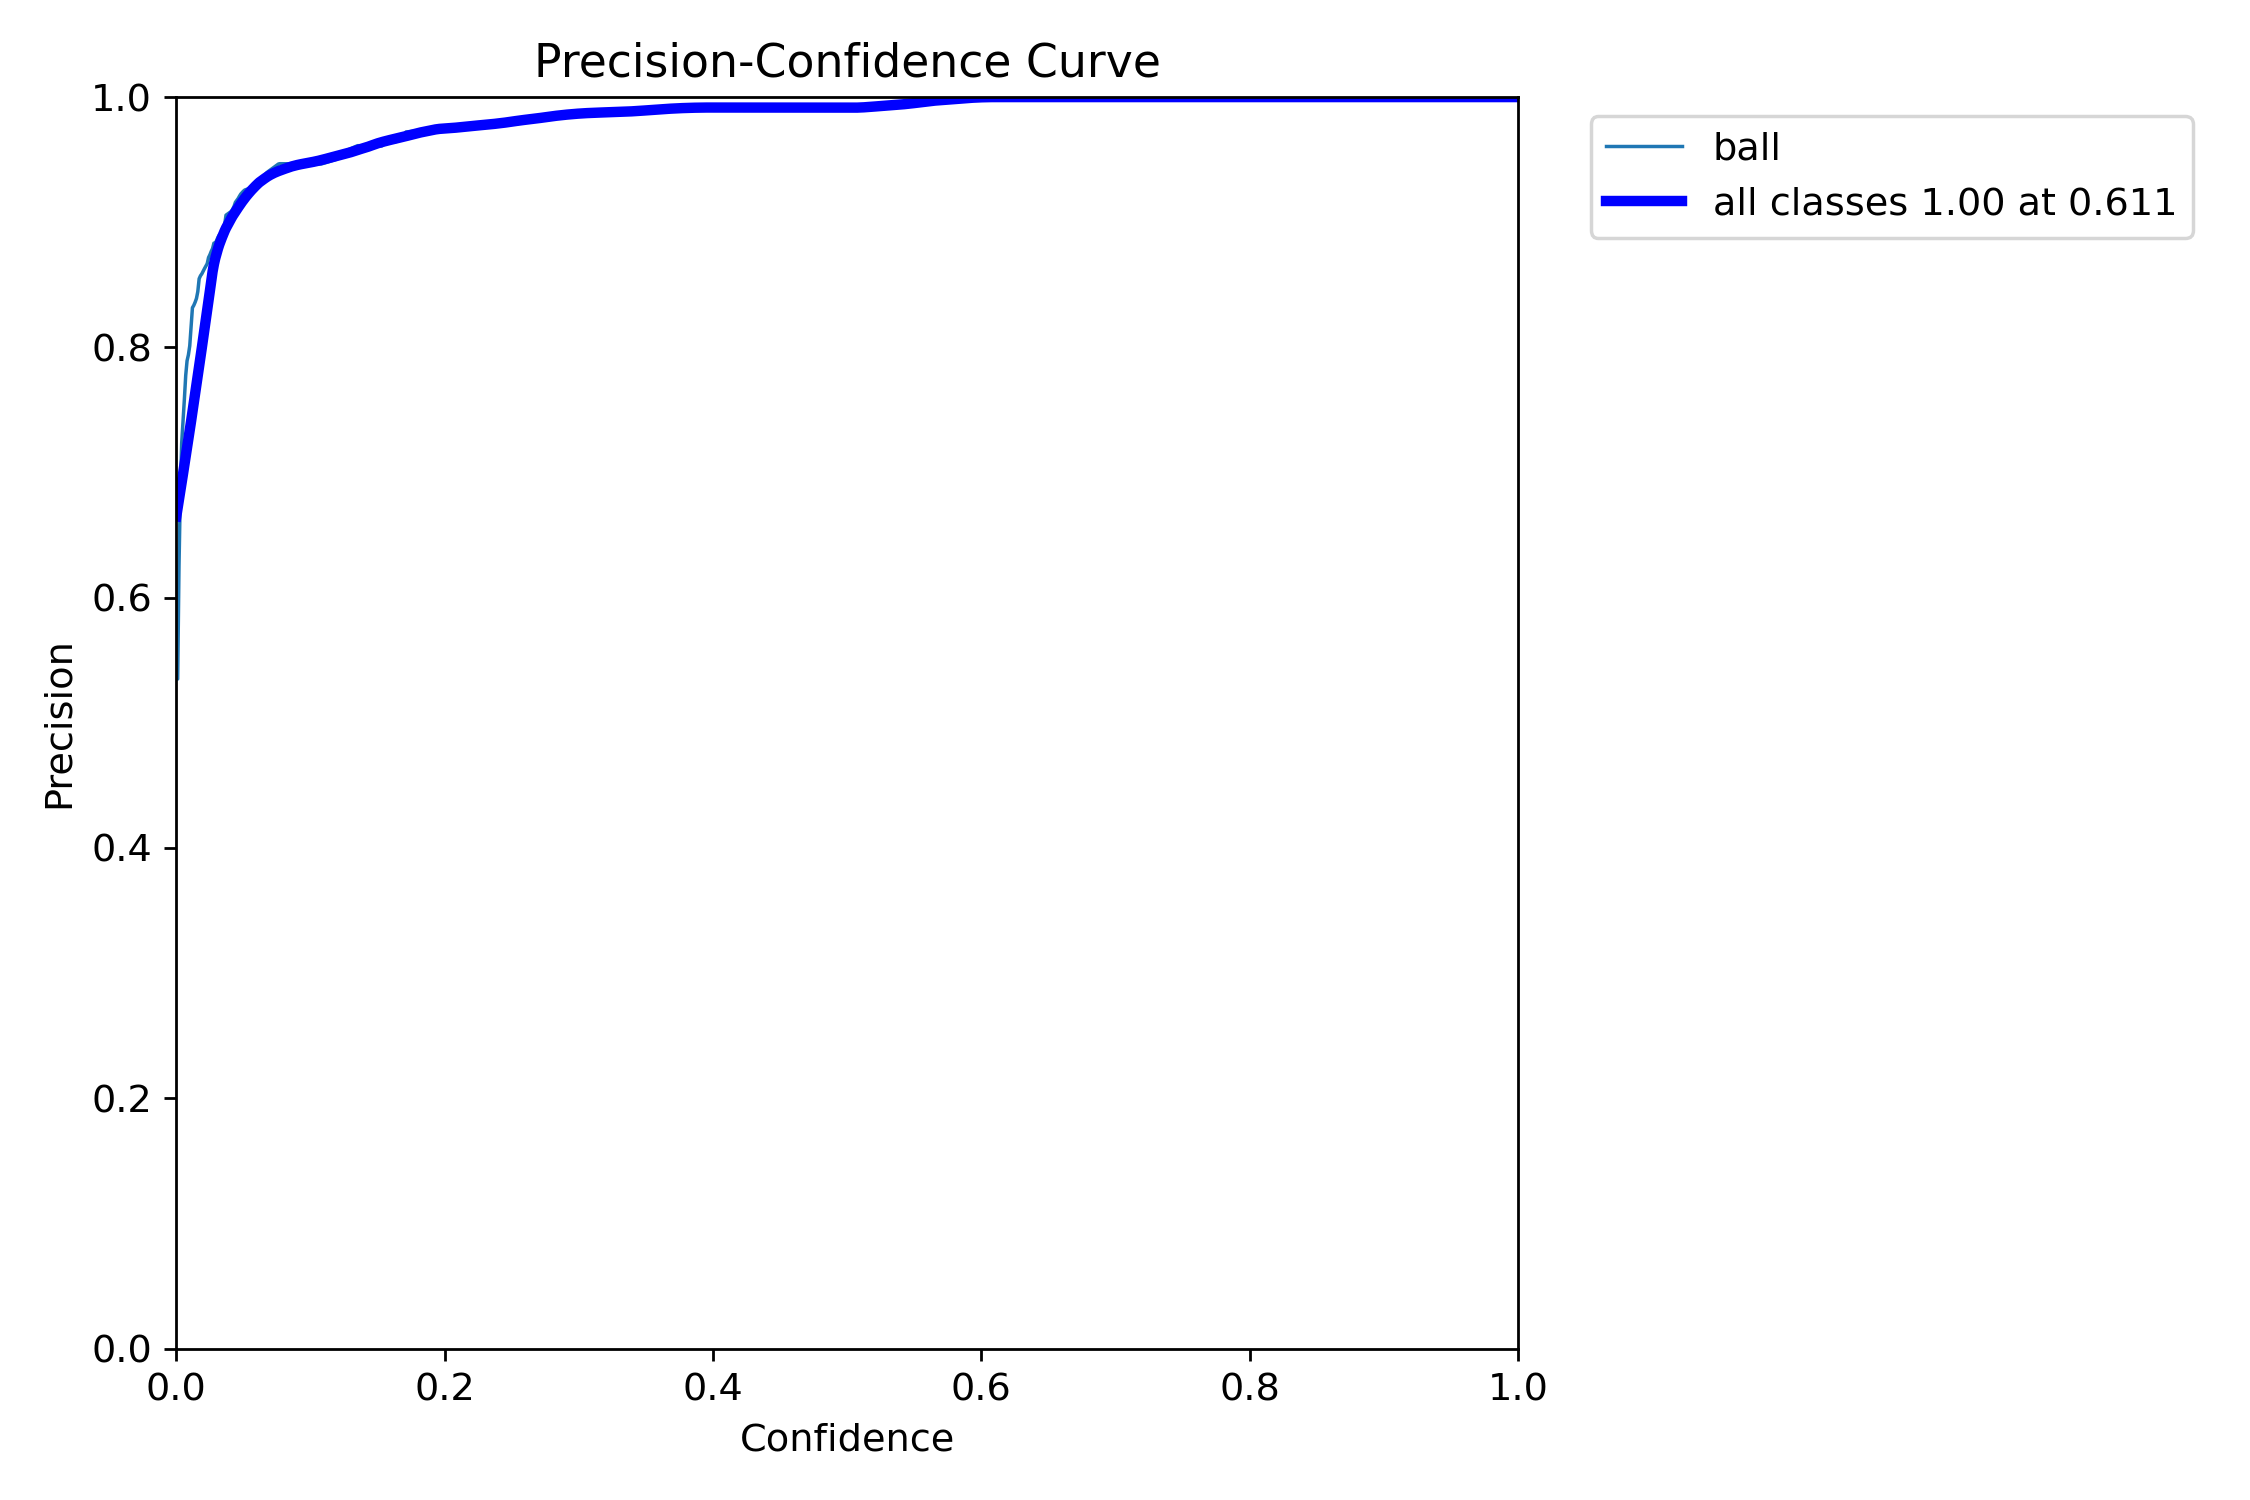 Precision-Confidence Curve
1.0
0.8
0.6
0.4
0.2
0.0
Precision
0.0 0.2 0.4 0.6 0.8 1.0
Confidence
ball
all classes 1.00 at 0.611